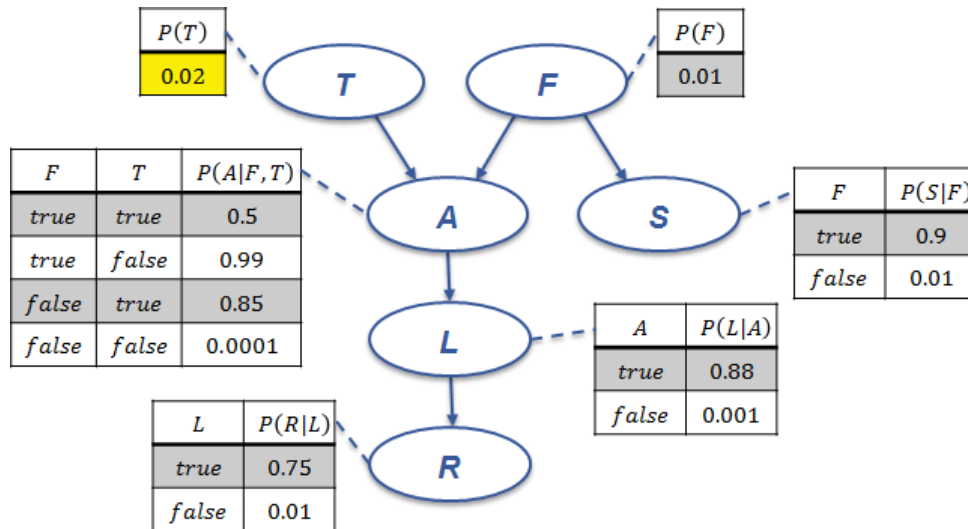 P(T)
0.02
T
F
P(F)
0.01
F T P(A|F,T)
true true 0.5
true false 0.99
false true 0.85
false false 0.0001
A
S
F P(S|F)
true 0.9
false 0.01
L
A P(L|A)
true 0.88
false 0.001
L P(R|L)
true 0.75
false 0.01
R